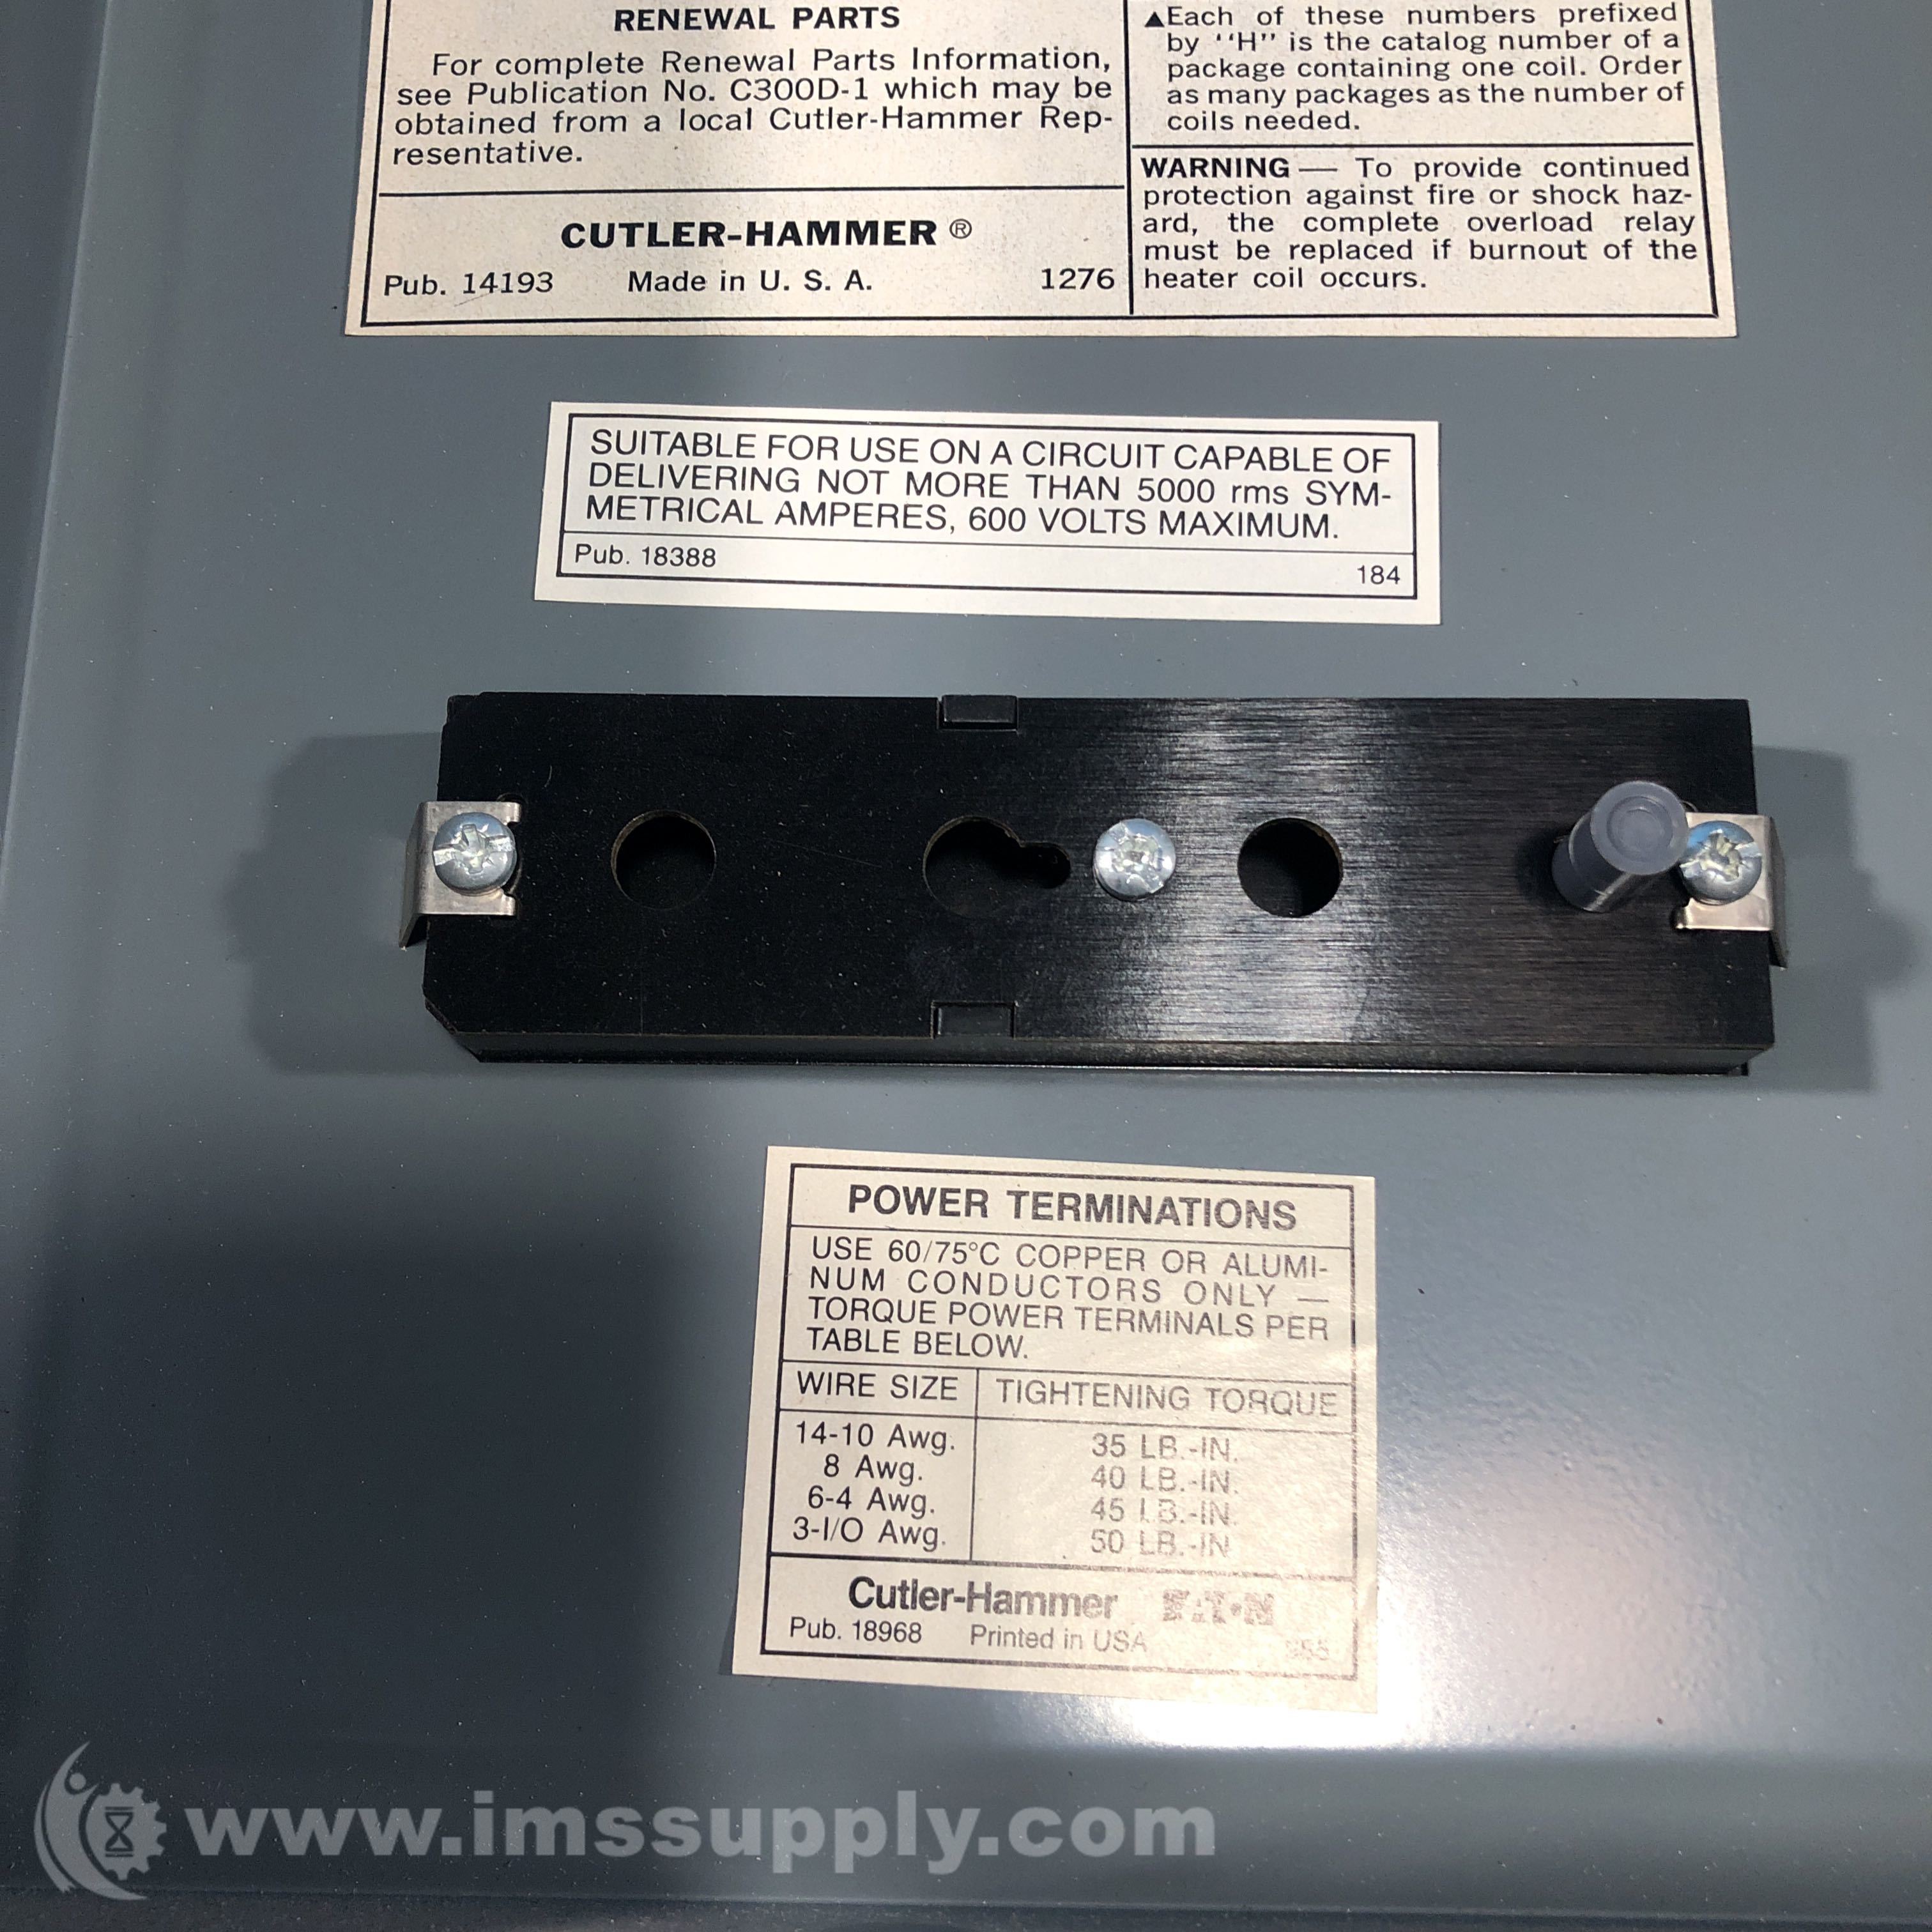 RENEWAL PARTS
For complete Renewal Parts Information,
see Publication No. C300D-1 which may be
obtained from a local Cutler-Hammer Rep-
resentative.
CUTLER-HAMMER ®
Pub. 14193 Made in U. S. A. 1276
▲Each of these numbers prefixed
by ''H'' is the catalog number of a
package containing one coil. Order
as many packages as the number of
coils needed.
WARNING — To provide continued
protection against fire or shock haz-
ard, the complete overload relay
must be replaced if burnout of the
heater coil occurs.
SUITABLE FOR USE ON A CIRCUIT CAPABLE OF
DELIVERING NOT MORE THAN 5000 rms SYM-
METRICAL AMPERES, 600 VOLTS MAXIMUM.
Pub. 18388 184
POWER TERMINATIONS
USE 60/75°C COPPER OR ALUMI-
NUM CONDUCTORS ONLY —
TORQUE POWER TERMINALS PER
TABLE BELOW.
WIRE SIZE TIGHTENING TORQUE
14-10 Awg. 35 LB.-IN.
8 Awg. 40 LB.-IN.
6-4 Awg. 45 LB.-IN.
3-I/O Awg. 50 LB.-IN
Cutler-Hammer EATON
Pub. 18968 Printed in USA
www.imssupply.com